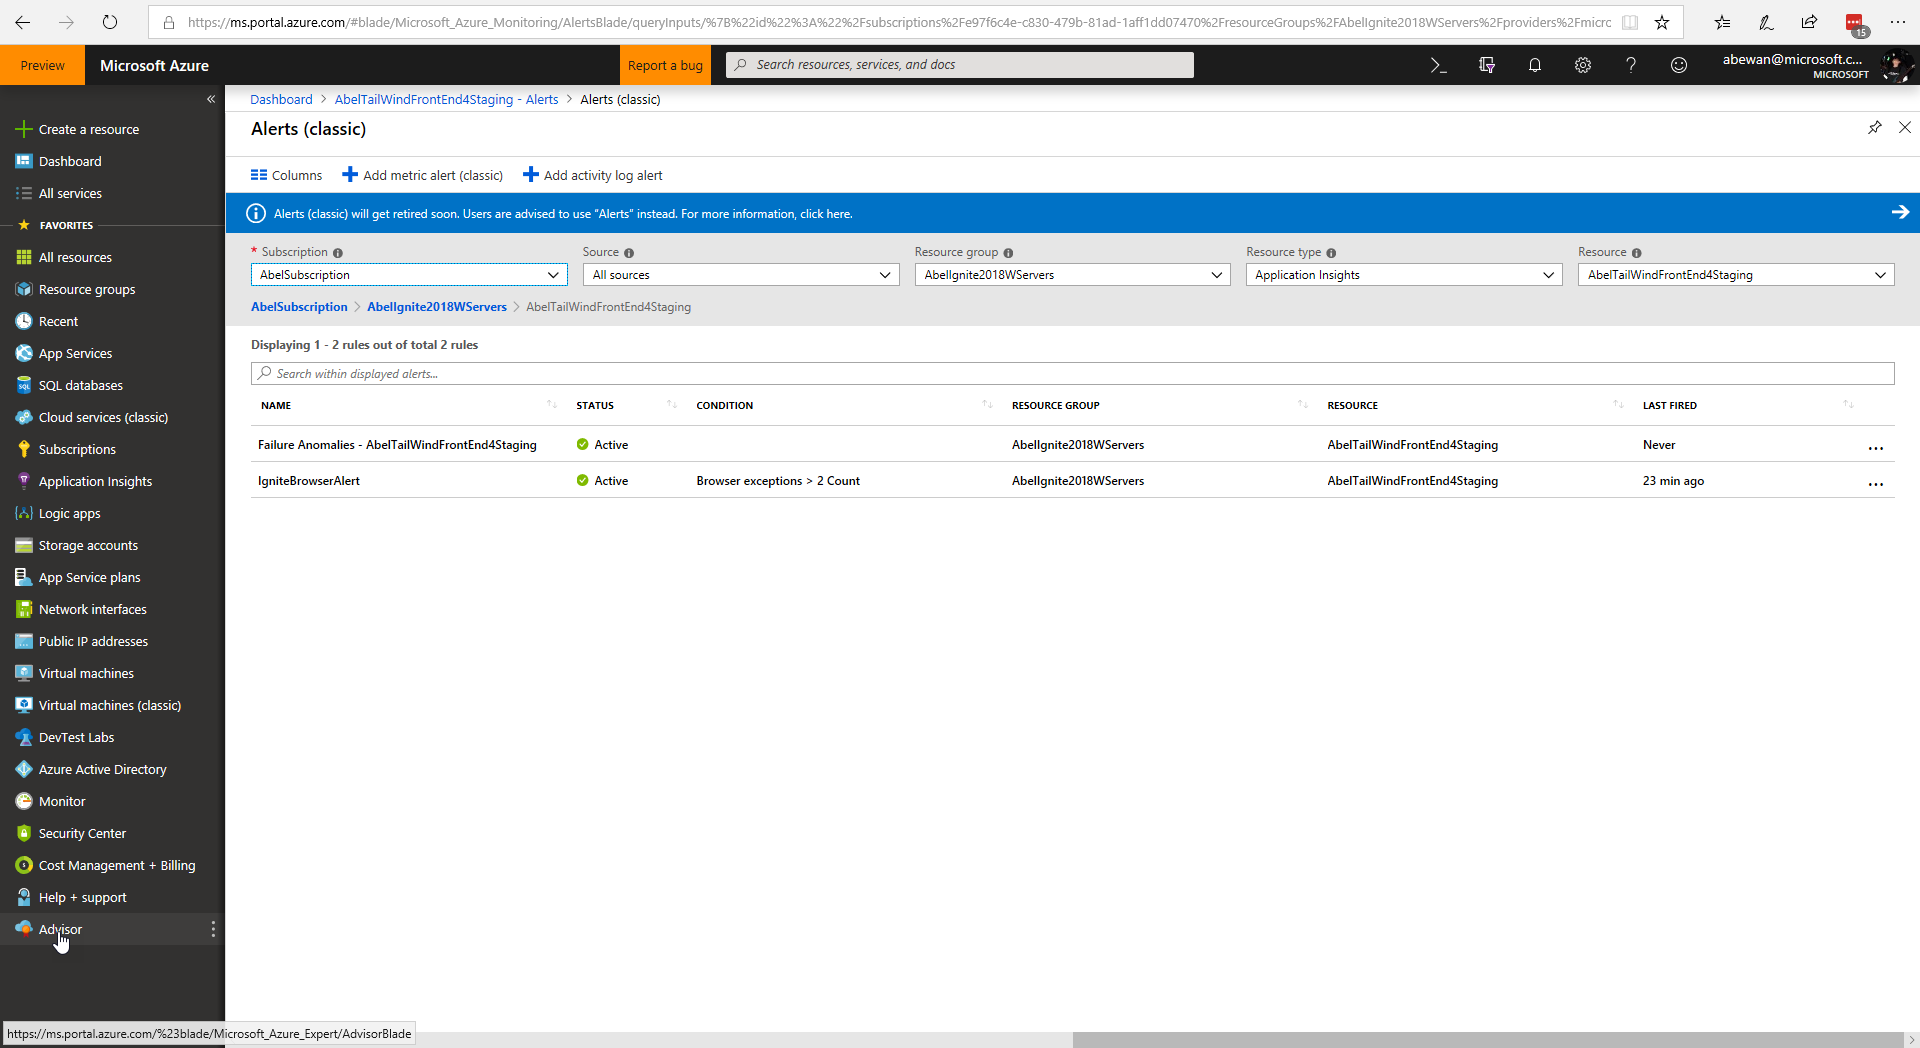 https://ms.portal.azure.com/#blade/Microsoft_Azure_Monitoring/AlertsBlade/queryInputs/%7B%22id%22%3A%22%2Fsubscriptions%2Fe97f6c4e-c830-479b-81ad-1aff1dd07470%2FresourceGroups%2FAbelIgnite2018WServers%2Fproviders%2Fmicro
15
Preview
Microsoft Azure
Report a bug
Search resources, services, and docs
abewan@microsoft.c...
MICROSOFT
Create a resource
Dashboard
All services
FAVORITES
All resources
Resource groups
Recent
App Services
SQL databases
Cloud services (classic)
Subscriptions
Application Insights
Logic apps
Storage accounts
App Service plans
Network interfaces
Public IP addresses
Virtual machines
Virtual machines (classic)
DevTest Labs
Azure Active Directory
Monitor
Security Center
Cost Management + Billing
Help + support
Advisor
https://ms.portal.azure.com/%23blade/Microsoft_Azure_Expert/AdvisorBlade
Dashboard > AbelTailWindFrontEnd4Staging - Alerts > Alerts (classic)
Alerts (classic)
Columns
Add metric alert (classic)
Add activity log alert
Alerts (classic) will get retired soon. Users are advised to use "Alerts" instead. For more information, click here.
* Subscription
Source
Resource group
Resource type
Resource
AbelSubscription
All sources
AbelIgnite2018WServers
Application Insights
AbelTailWindFrontEnd4Staging
AbelSubscription > AbelIgnite2018WServers > AbelTailWindFrontEnd4Staging
Displaying 1 - 2 rules out of total 2 rules
Search within displayed alerts...
NAME STATUS CONDITION RESOURCE GROUP RESOURCE LAST FIRED
Failure Anomalies - AbelTailWindFrontEnd4Staging Active AbelIgnite2018WServers AbelTailWindFrontEnd4Staging Never ...
IgniteBrowserAlert Active Browser exceptions > 2 Count AbelIgnite2018WServers AbelTailWindFrontEnd4Staging 23 min ago ...